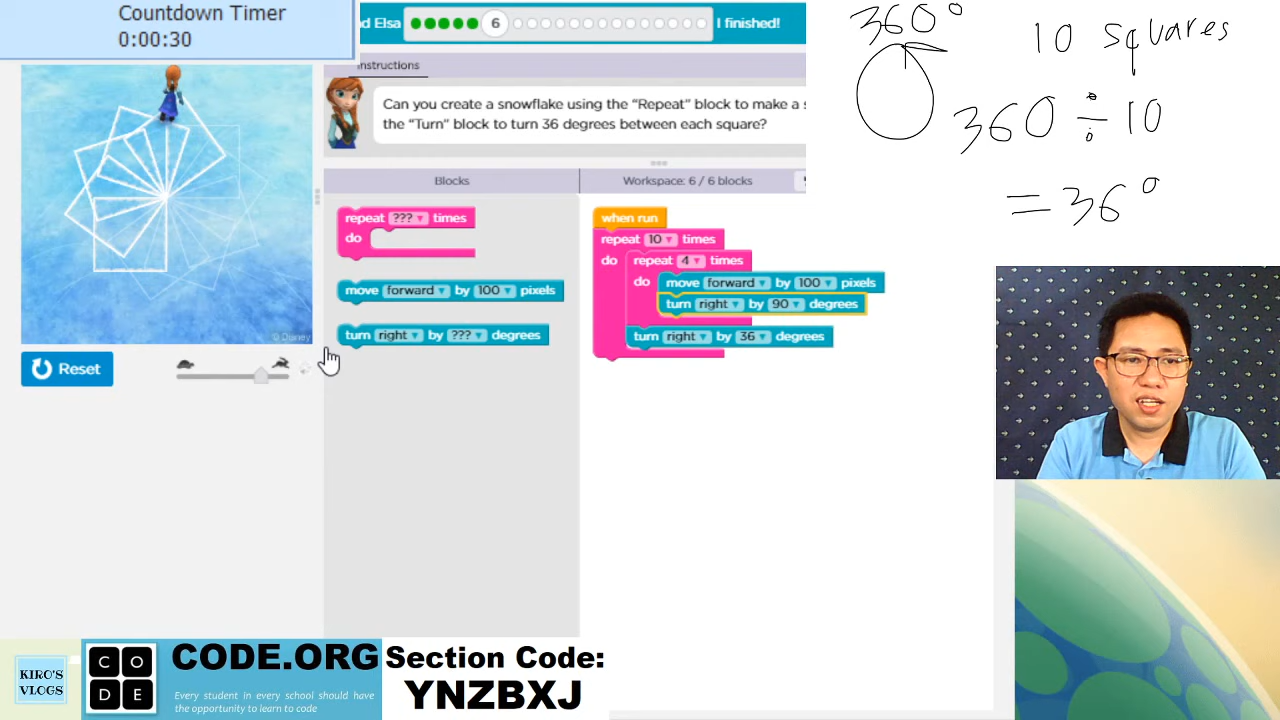 Countdown Timer
0:00:30
d Elsa 6 I finished!
Instructions
Can you create a snowflake using the “Repeat” block to make a s
the “Turn” block to turn 36 degrees between each square?
Blocks
Workspace: 6 / 6 blocks
repeat ??? times
do
move forward by 100 pixels
turn right by ??? degrees
when run
repeat 10 times
do repeat 4 times
do move forward by 100 pixels
turn right by 90 degrees
turn right by 36 degrees
© Disney
Reset
360°
10 squares
360 ÷ 10
= 36°
KIRO'S
VLOGS
C O
D E
CODE.ORG
Every student in every school should have
the opportunity to learn to code
Section Code:
YNZBXJ